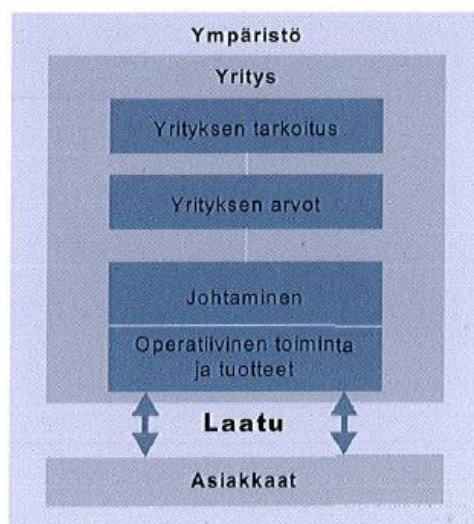 Ympäristö
Yritys
Yrityksen tarkoitus
Yrityksen arvot
Johtaminen
Operatiivinen toiminta
ja tuotteet
Laatu
Asiakkaat